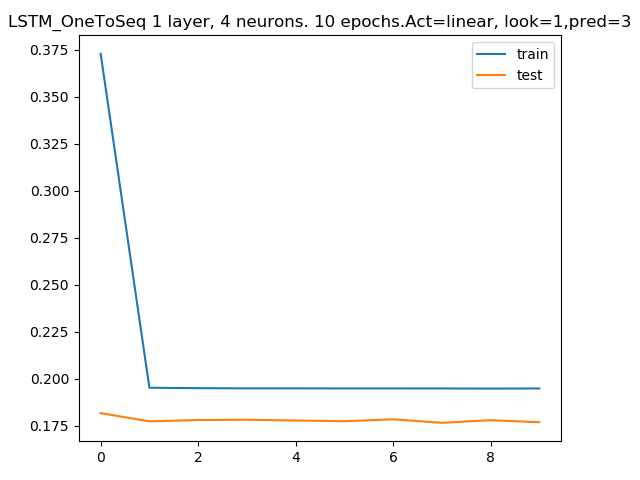 LSTM_OneToSeq 1 layer, 4 neurons. 10 epochs.Act=linear, look=1,pred=3
train
test
0.375
0.350
0.325
0.300
0.275
0.250
0.225
0.200
0.175
0 2 4 6 8